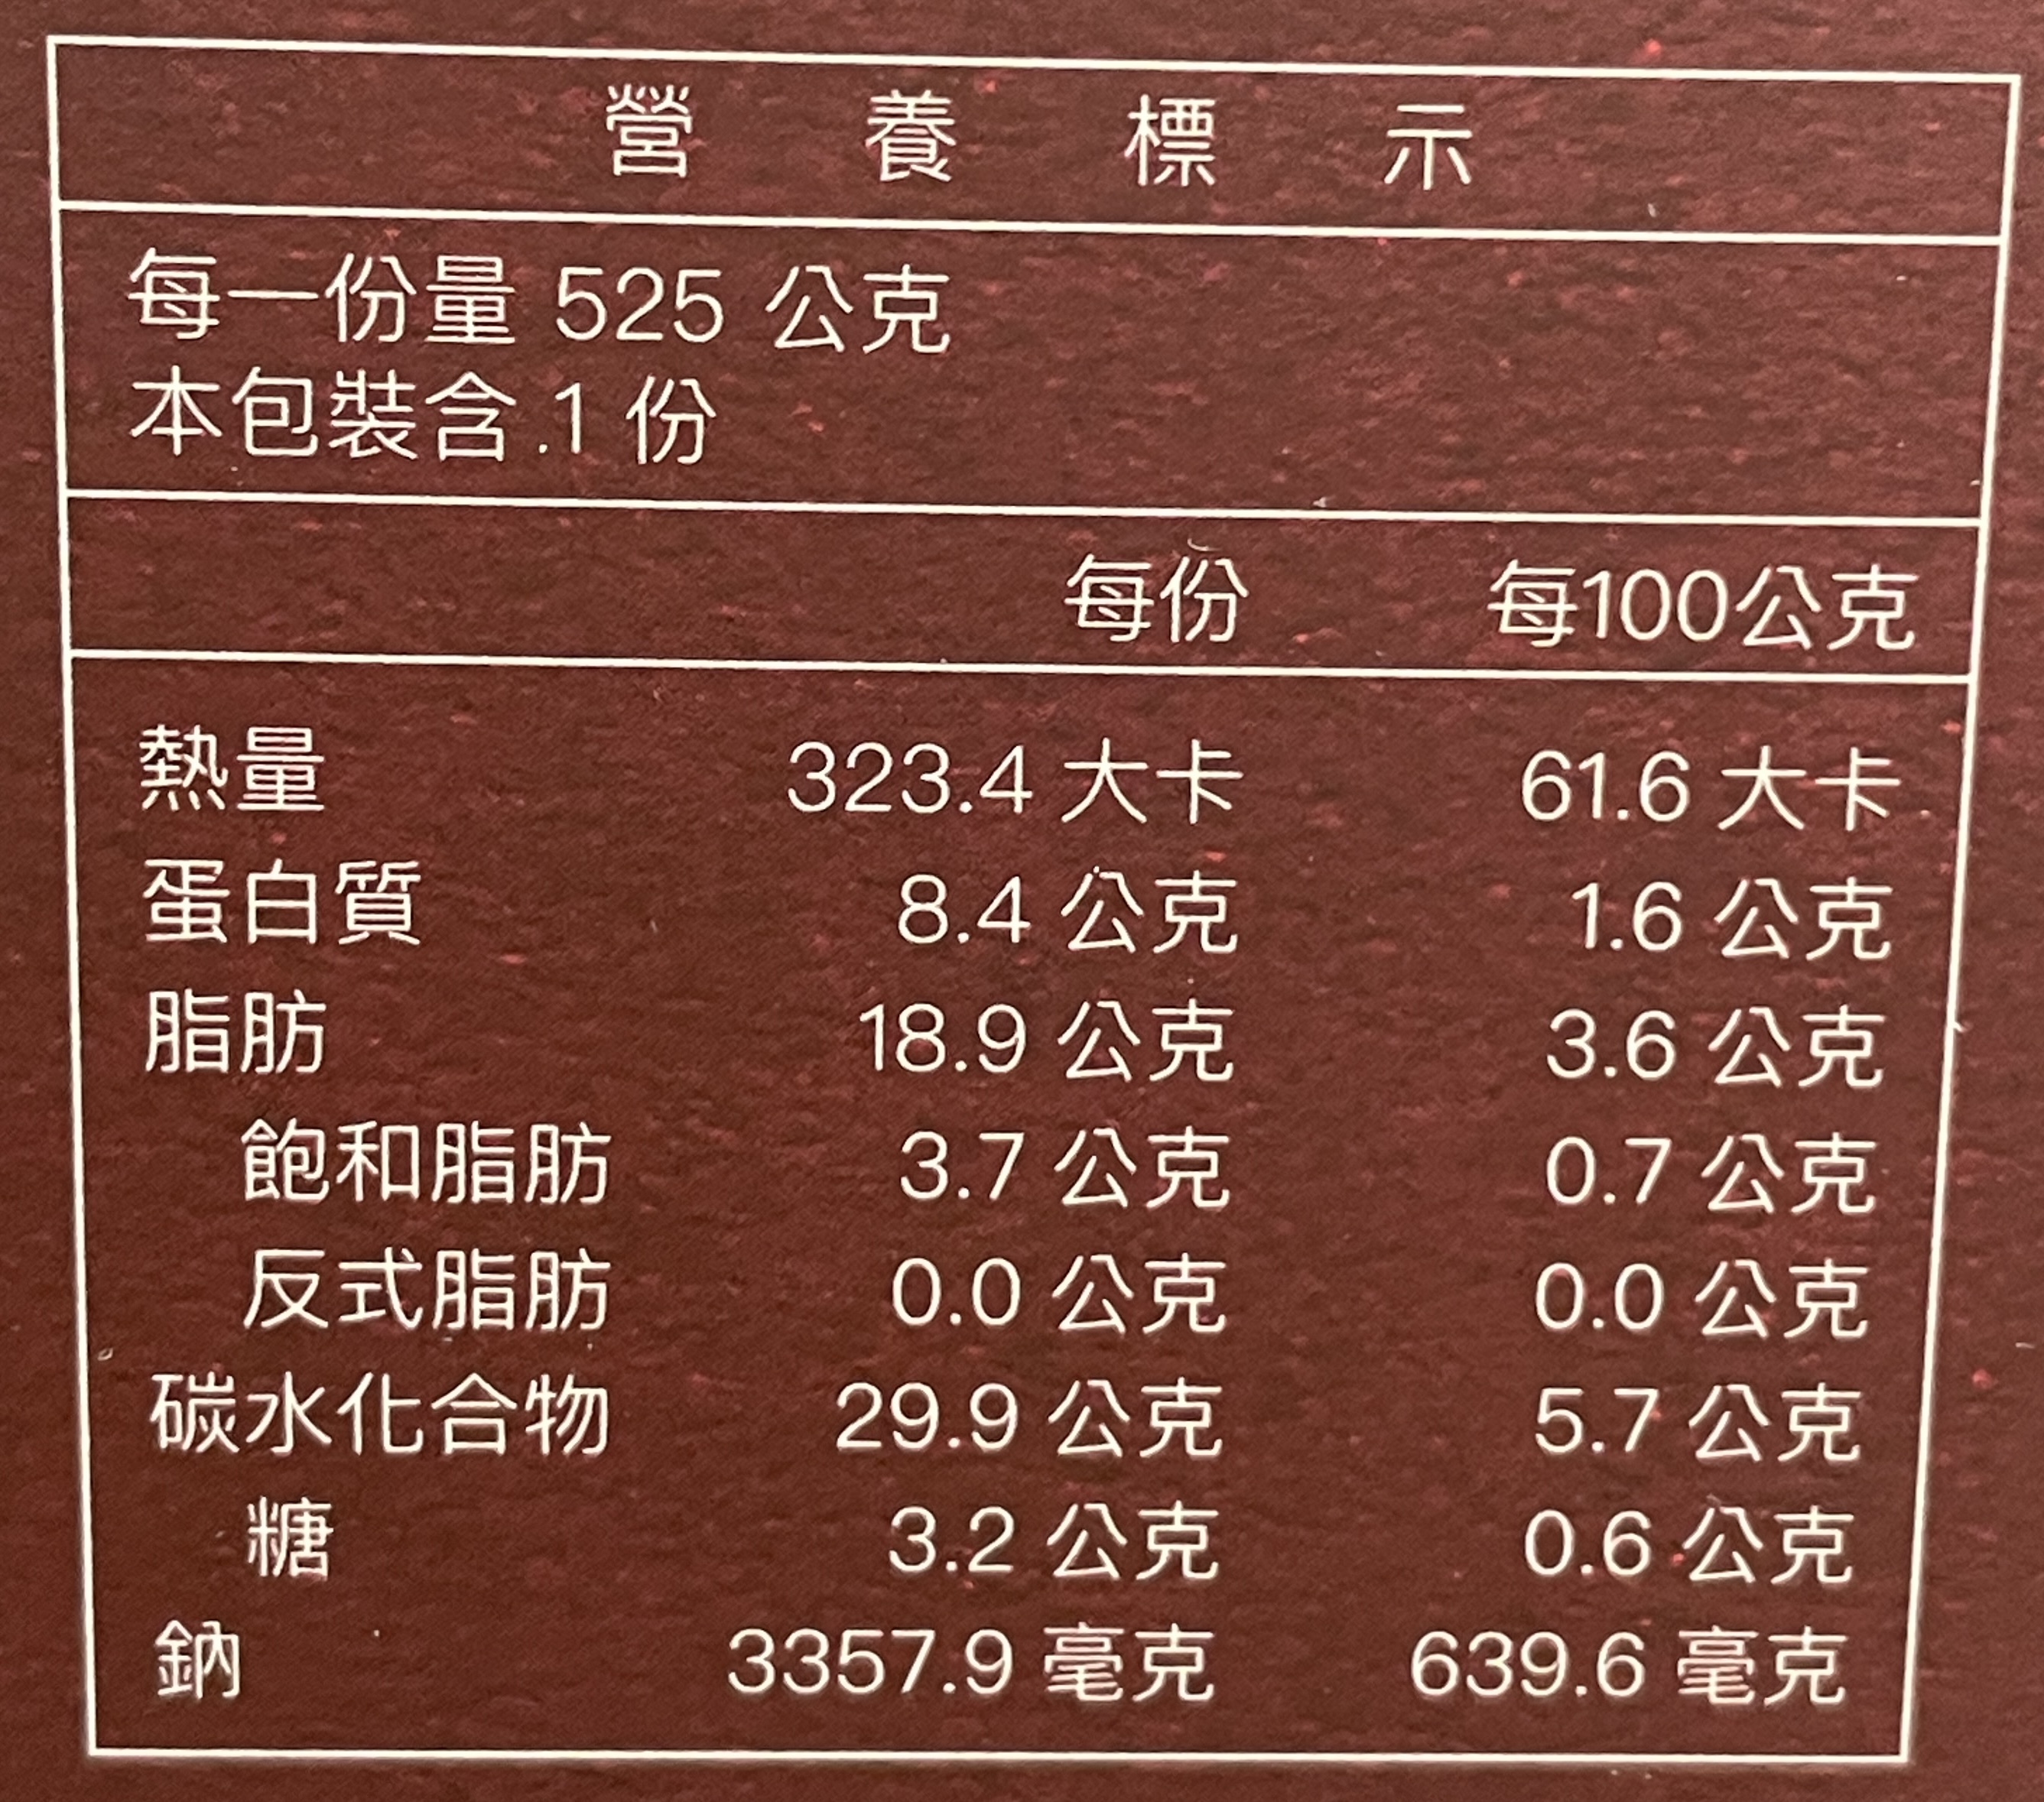 營養標示
每一份量 525 公克
本包裝含 1 份
每份 每100公克
熱量 323.4 大卡 61.6 大卡
蛋白質 8.4 公克 1.6 公克
脂肪 18.9 公克 3.6 公克
飽和脂肪 3.7 公克 0.7 公克
反式脂肪 0.0 公克 0.0 公克
碳水化合物 29.9 公克 5.7 公克
糖 3.2 公克 0.6 公克
鈉 3357.9 毫克 639.6 毫克